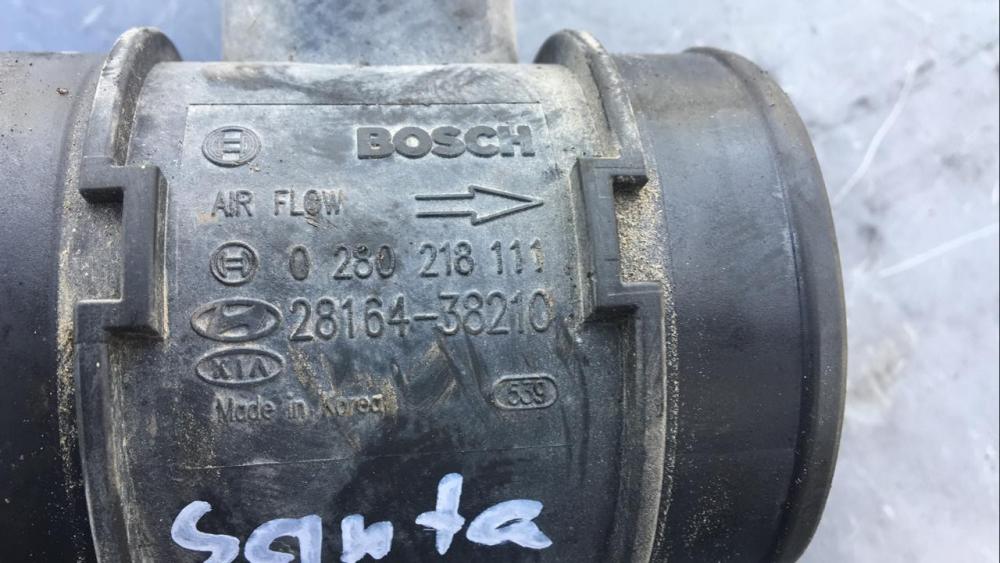 BOSCH
AIR FLOW
0 280 218 111
28164-38210
KIA
Made in Korea
539
Santa